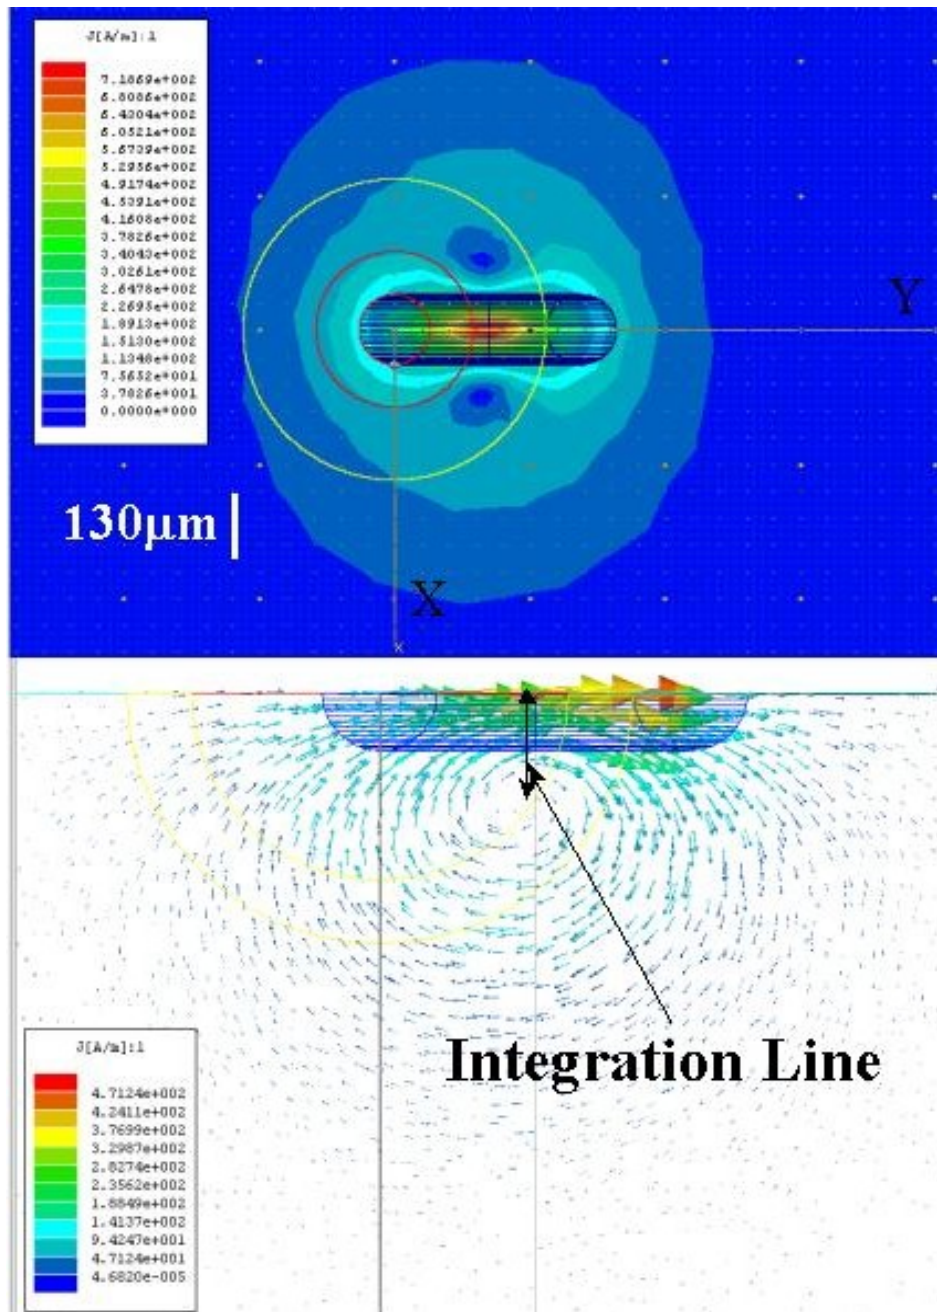 J[A/m]:1
7.1869e+002
6.8086e+002
6.4304e+002
6.0521e+002
5.6739e+002
5.2956e+002
4.9174e+002
4.5391e+002
4.1608e+002
3.7826e+002
3.4043e+002
3.0261e+002
2.6478e+002
2.2695e+002
1.8913e+002
1.5130e+002
1.1348e+002
7.5652e+001
3.7826e+001
0.0000e+000
Y
130μm
X
x
Integration Line
J[A/m]:1
4.7124e+002
4.2411e+002
3.7699e+002
3.2987e+002
2.8274e+002
2.3562e+002
1.8849e+002
1.4137e+002
9.4247e+001
4.7124e+001
4.6820e-005